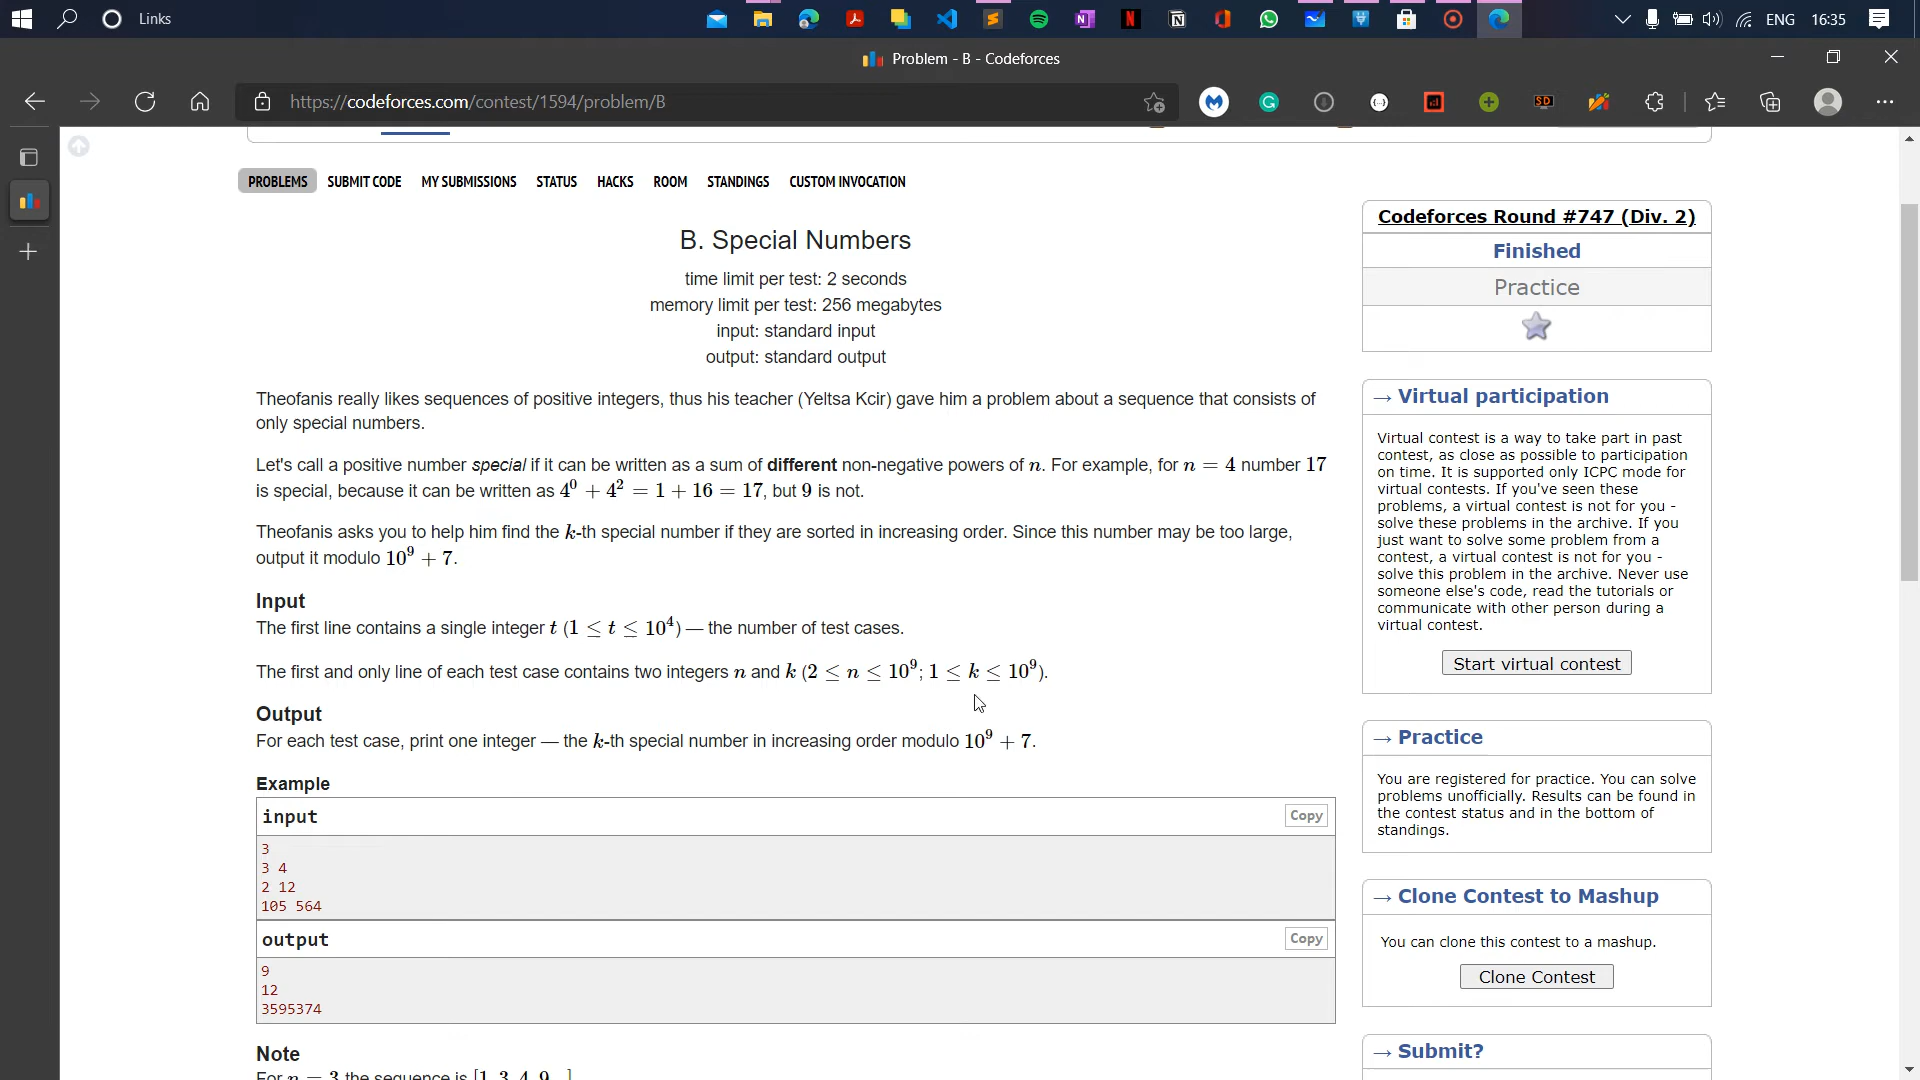 Links
ENG 16:35
Problem - B - Codeforces
https://codeforces.com/contest/1594/problem/B
SD
PROBLEMS SUBMIT CODE MY SUBMISSIONS STATUS HACKS ROOM STANDINGS CUSTOM INVOCATION
B. Special Numbers
time limit per test: 2 seconds
memory limit per test: 256 megabytes
input: standard input
output: standard output
Theofanis really likes sequences of positive integers, thus his teacher (Yeltsa Kcir) gave him a problem about a sequence that consists of
only special numbers.
Let's call a positive number special if it can be written as a sum of different non-negative powers of n. For example, for n = 4 number 17
is special, because it can be written as 4⁰ + 4² = 1 + 16 = 17, but 9 is not.
Theofanis asks you to help him find the k-th special number if they are sorted in increasing order. Since this number may be too large,
output it modulo 10⁹ + 7.
Input
The first line contains a single integer t (1 ≤ t ≤ 10⁴) — the number of test cases.
The first and only line of each test case contains two integers n and k (2 ≤ n ≤ 10⁹; 1 ≤ k ≤ 10⁹).
Output
For each test case, print one integer — the k-th special number in increasing order modulo 10⁹ + 7.
Example
input Copy
3
3 4
2 12
105 564
output Copy
9
12
3595374
Note
For n = 3 the sequence is [1, 3, 4, 9...]
Codeforces Round #747 (Div. 2)
Finished
Practice
→ Virtual participation
Virtual contest is a way to take part in past
contest, as close as possible to participation
on time. It is supported only ICPC mode for
virtual contests. If you've seen these
problems, a virtual contest is not for you -
solve these problems in the archive. If you
just want to solve some problem from a
contest, a virtual contest is not for you -
solve this problem in the archive. Never use
someone else's code, read the tutorials or
communicate with other person during a
virtual contest.
Start virtual contest
→ Practice
You are registered for practice. You can solve
problems unofficially. Results can be found in
the contest status and in the bottom of
standings.
→ Clone Contest to Mashup
You can clone this contest to a mashup.
Clone Contest
→ Submit?